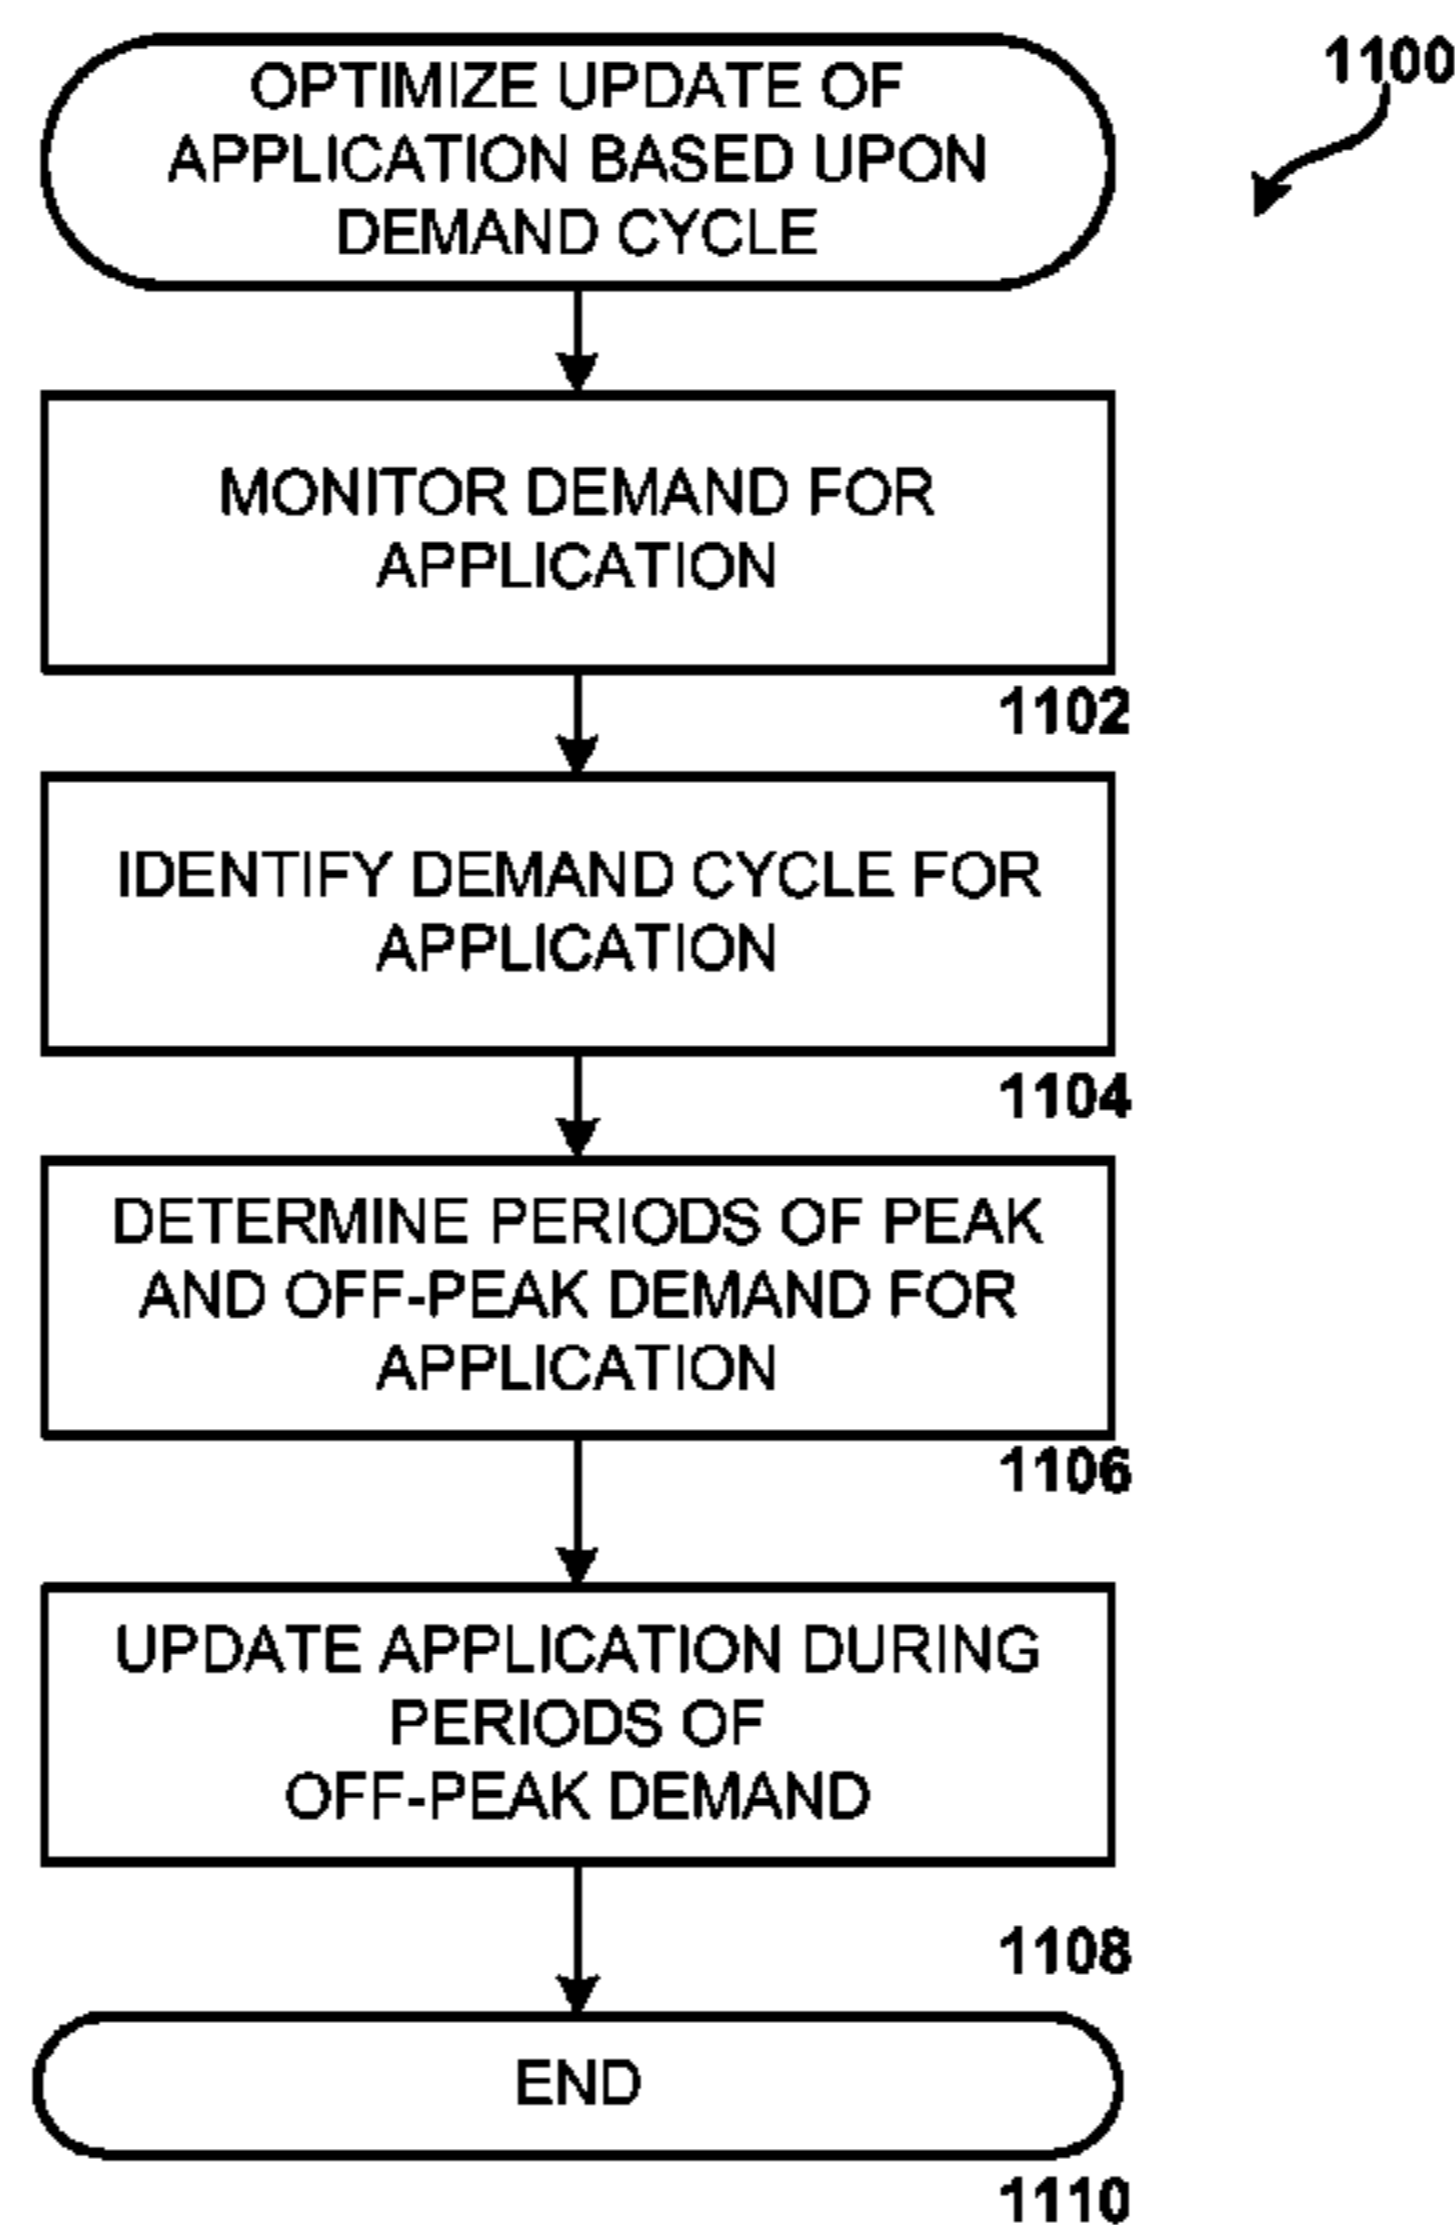 OPTIMIZE UPDATE OF
APPLICATION BASED UPON
DEMAND CYCLE
1100
MONITOR DEMAND FOR
APPLICATION
1102
IDENTIFY DEMAND CYCLE FOR
APPLICATION
1104
DETERMINE PERIODS OF PEAK
AND OFF-PEAK DEMAND FOR
APPLICATION
1106
UPDATE APPLICATION DURING
PERIODS OF
OFF-PEAK DEMAND
1108
END
1110